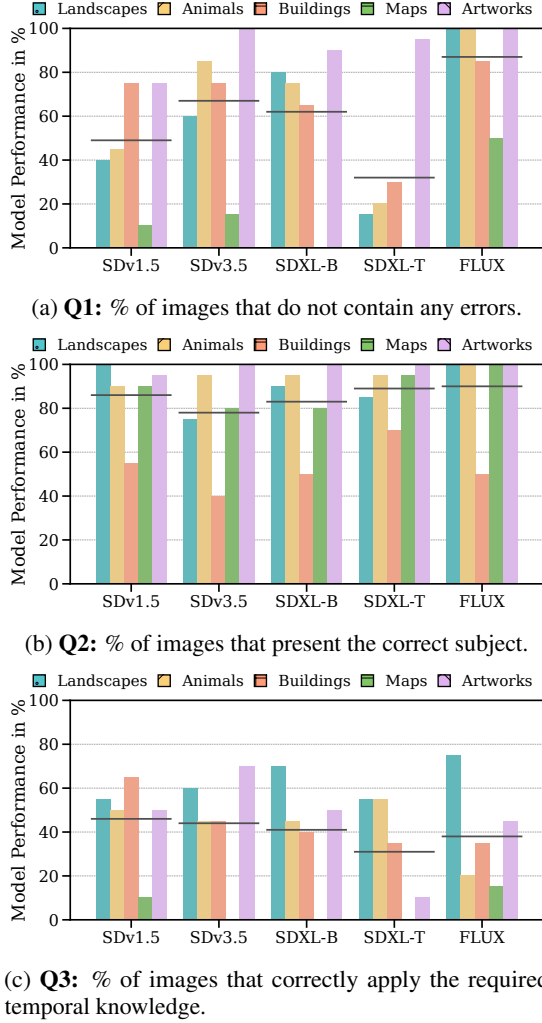 Landscapes Animals Buildings Maps Artworks
Model Performance in %
100
80
60
40
20
0
SDv1.5 SDv3.5 SDXL-B SDXL-T FLUX
(a) Q1: % of images that do not contain any errors.
Landscapes Animals Buildings Maps Artworks
Model Performance in %
100
80
60
40
20
0
SDv1.5 SDv3.5 SDXL-B SDXL-T FLUX
(b) Q2: % of images that present the correct subject.
Landscapes Animals Buildings Maps Artworks
Model Performance in %
100
80
60
40
20
0
SDv1.5 SDv3.5 SDXL-B SDXL-T FLUX
(c) Q3: % of images that correctly apply the required
temporal knowledge.